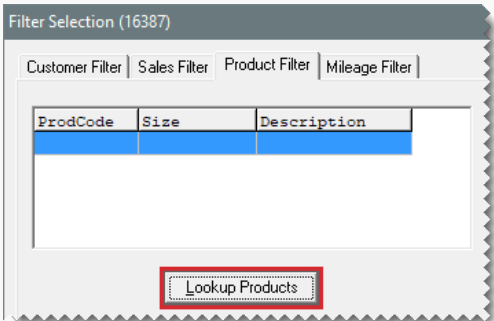 Filter Selection (16387)
Customer Filter Sales Filter Product Filter Mileage Filter
ProdCode Size Description
Lookup Products